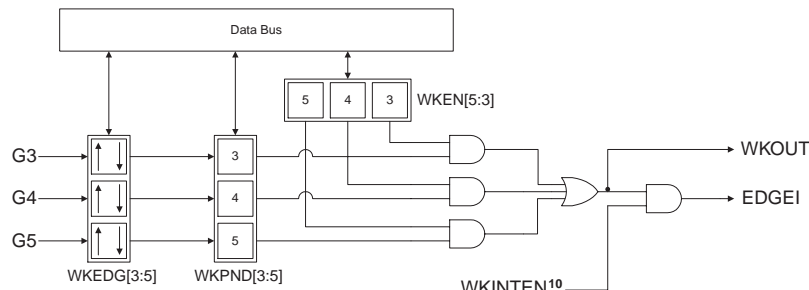 Data Bus
5 4 3 WKEN[5:3]
G3 3 WKOUT
G4 4 EDGEI
G5 5
WKEDG[3:5] WKPND[3:5] WKINTEN10